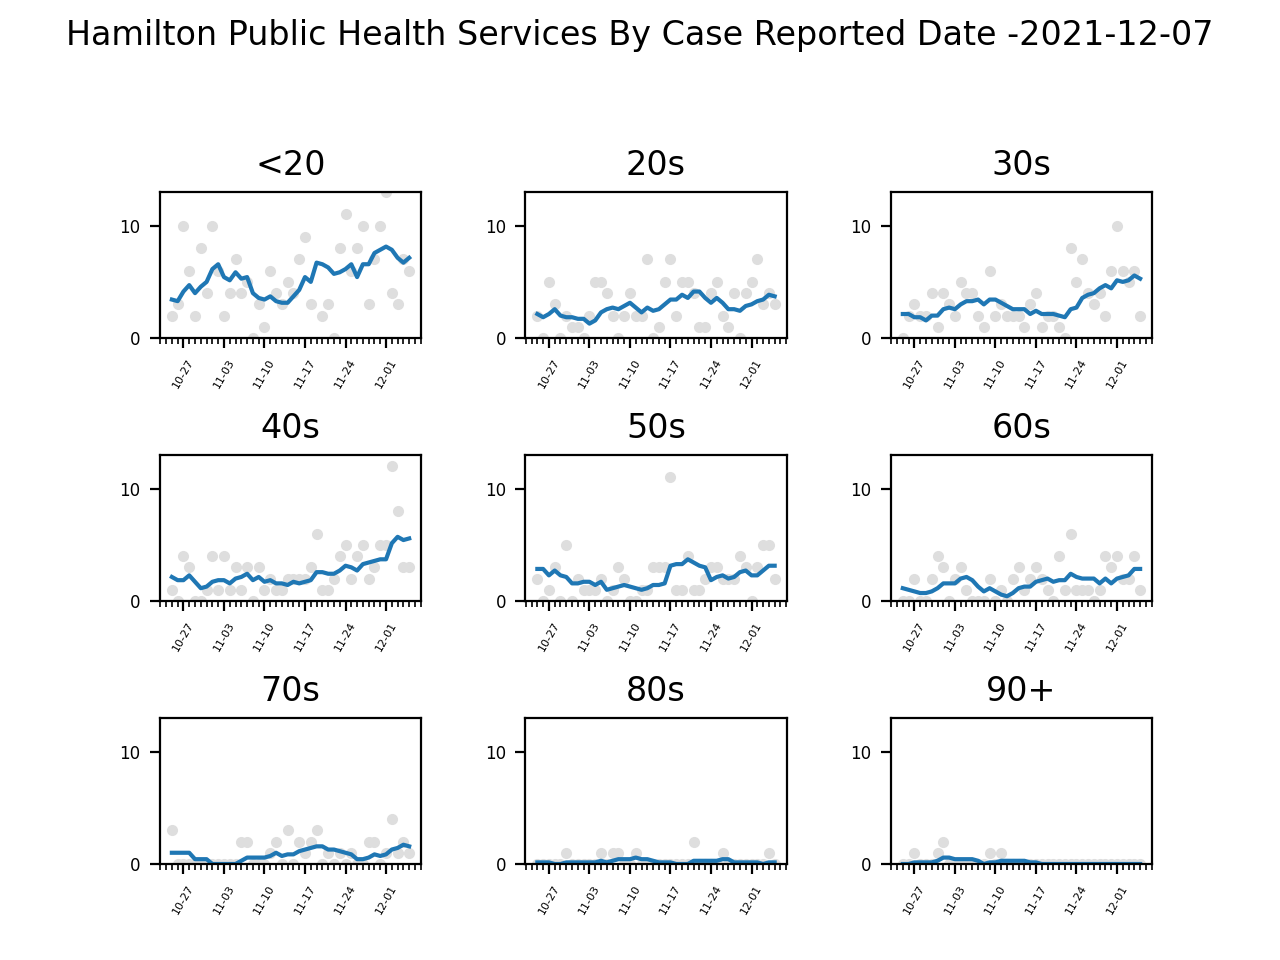 Hamilton Public Health Services By Case Reported Date -2021-12-07
<20 20s 30s
10 10 10
0 0 0
10-27 11-03 11-10 11-17 11-24 12-01 10-27 11-03 11-10 11-17 11-24 12-01 10-27 11-03 11-10 11-17 11-24 12-01
40s 50s 60s
10 10 10
0 0 0
10-27 11-03 11-10 11-17 11-24 12-01 10-27 11-03 11-10 11-17 11-24 12-01 10-27 11-03 11-10 11-17 11-24 12-01
70s 80s 90+
10 10 10
0 0 0
10-27 11-03 11-10 11-17 11-24 12-01 10-27 11-03 11-10 11-17 11-24 12-01 10-27 11-03 11-10 11-17 11-24 12-01